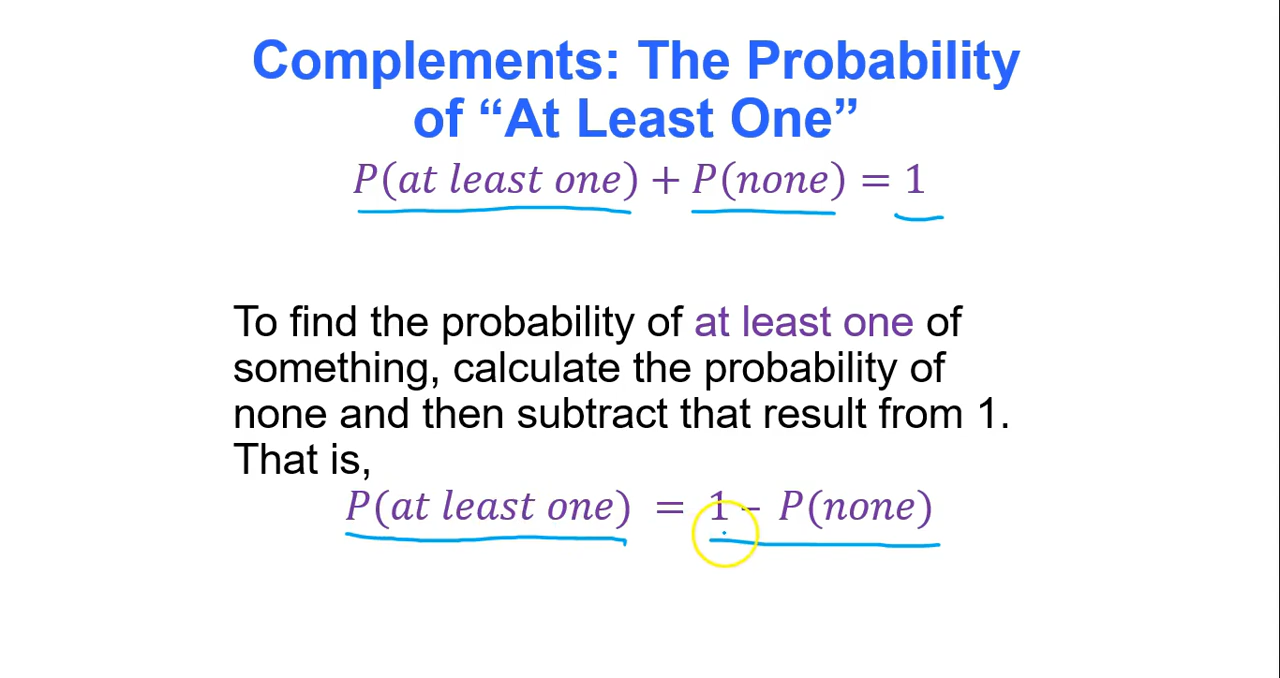 Complements: The Probability
of “At Least One”
P(at least one) + P(none) = 1
To find the probability of at least one of
something, calculate the probability of
none and then subtract that result from 1.
That is,
P(at least one) = 1 – P(none)